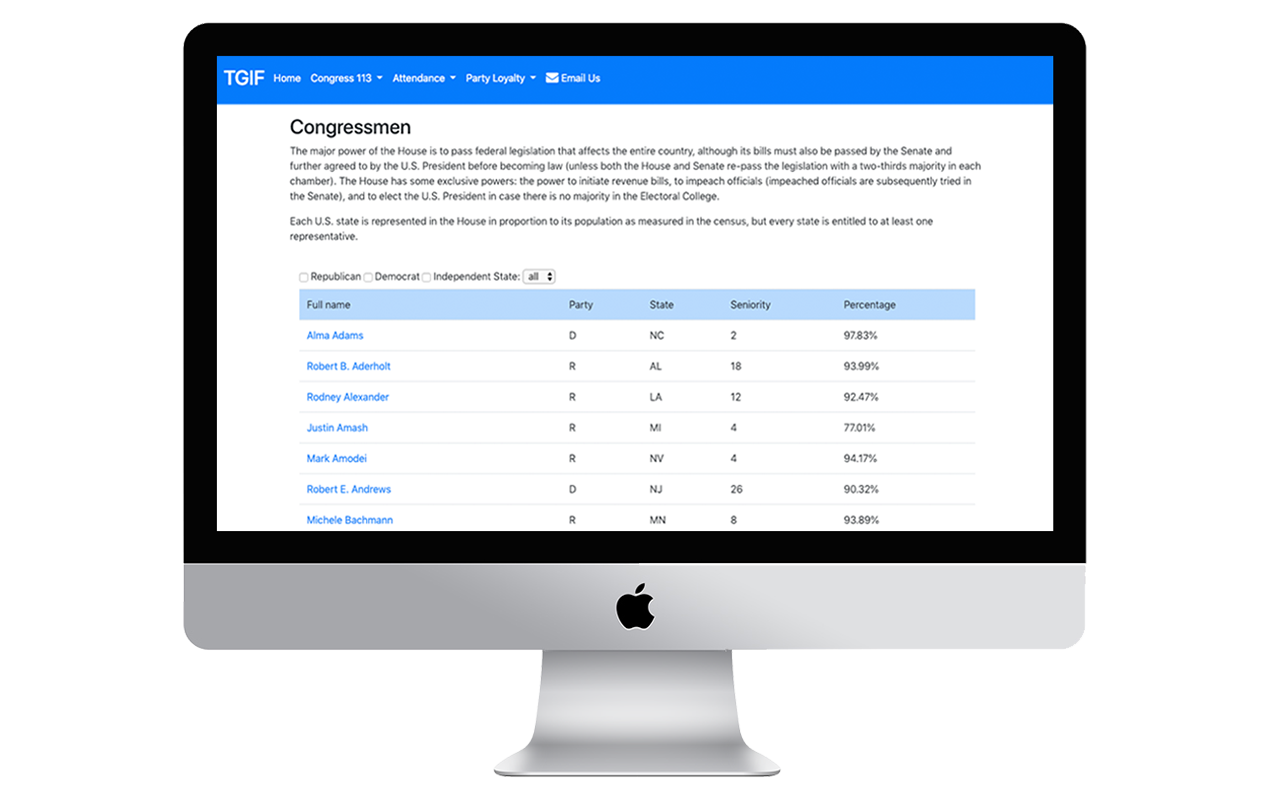 TGIF Home Congress 113 Attendance Party Loyalty Email Us
Congressmen
The major power of the House is to pass federal legislation that affects the entire country, although its bills must also be passed by the Senate and
further agreed to by the U.S. President before becoming law (unless both the House and Senate re-pass the legislation with a two-thirds majority in each
chamber). The House has some exclusive powers: the power to initiate revenue bills, to impeach officials (impeached officials are subsequently tried in
the Senate), and to elect the U.S. President in case there is no majority in the Electoral College.
Each U.S. state is represented in the House in proportion to its population as measured in the census, but every state is entitled to at least one
representative.
Republican Democrat Independent State: all
Full name Party State Seniority Percentage
Alma Adams D NC 2 97.83%
Robert B. Aderholt R AL 18 93.99%
Rodney Alexander R LA 12 92.47%
Justin Amash R MI 4 77.01%
Mark Amodei R NV 4 94.17%
Robert E. Andrews D NJ 26 90.32%
Michele Bachmann R MN 8 93.89%